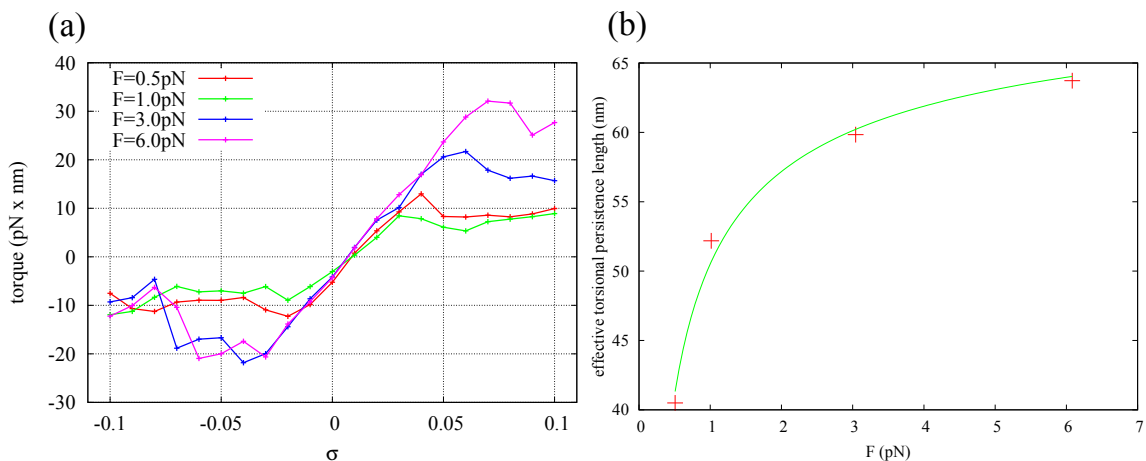 (a)
torque (pN x nm)
40
30
20
10
0
-10
-20
-30
F=0.5pN
F=1.0pN
F=3.0pN
F=6.0pN
-0.1
-0.05
0
0.05
0.1
σ
(b)
effective torsional persistence length (nm)
65
60
55
50
45
40
0
1
2
3
4
5
6
7
F (pN)